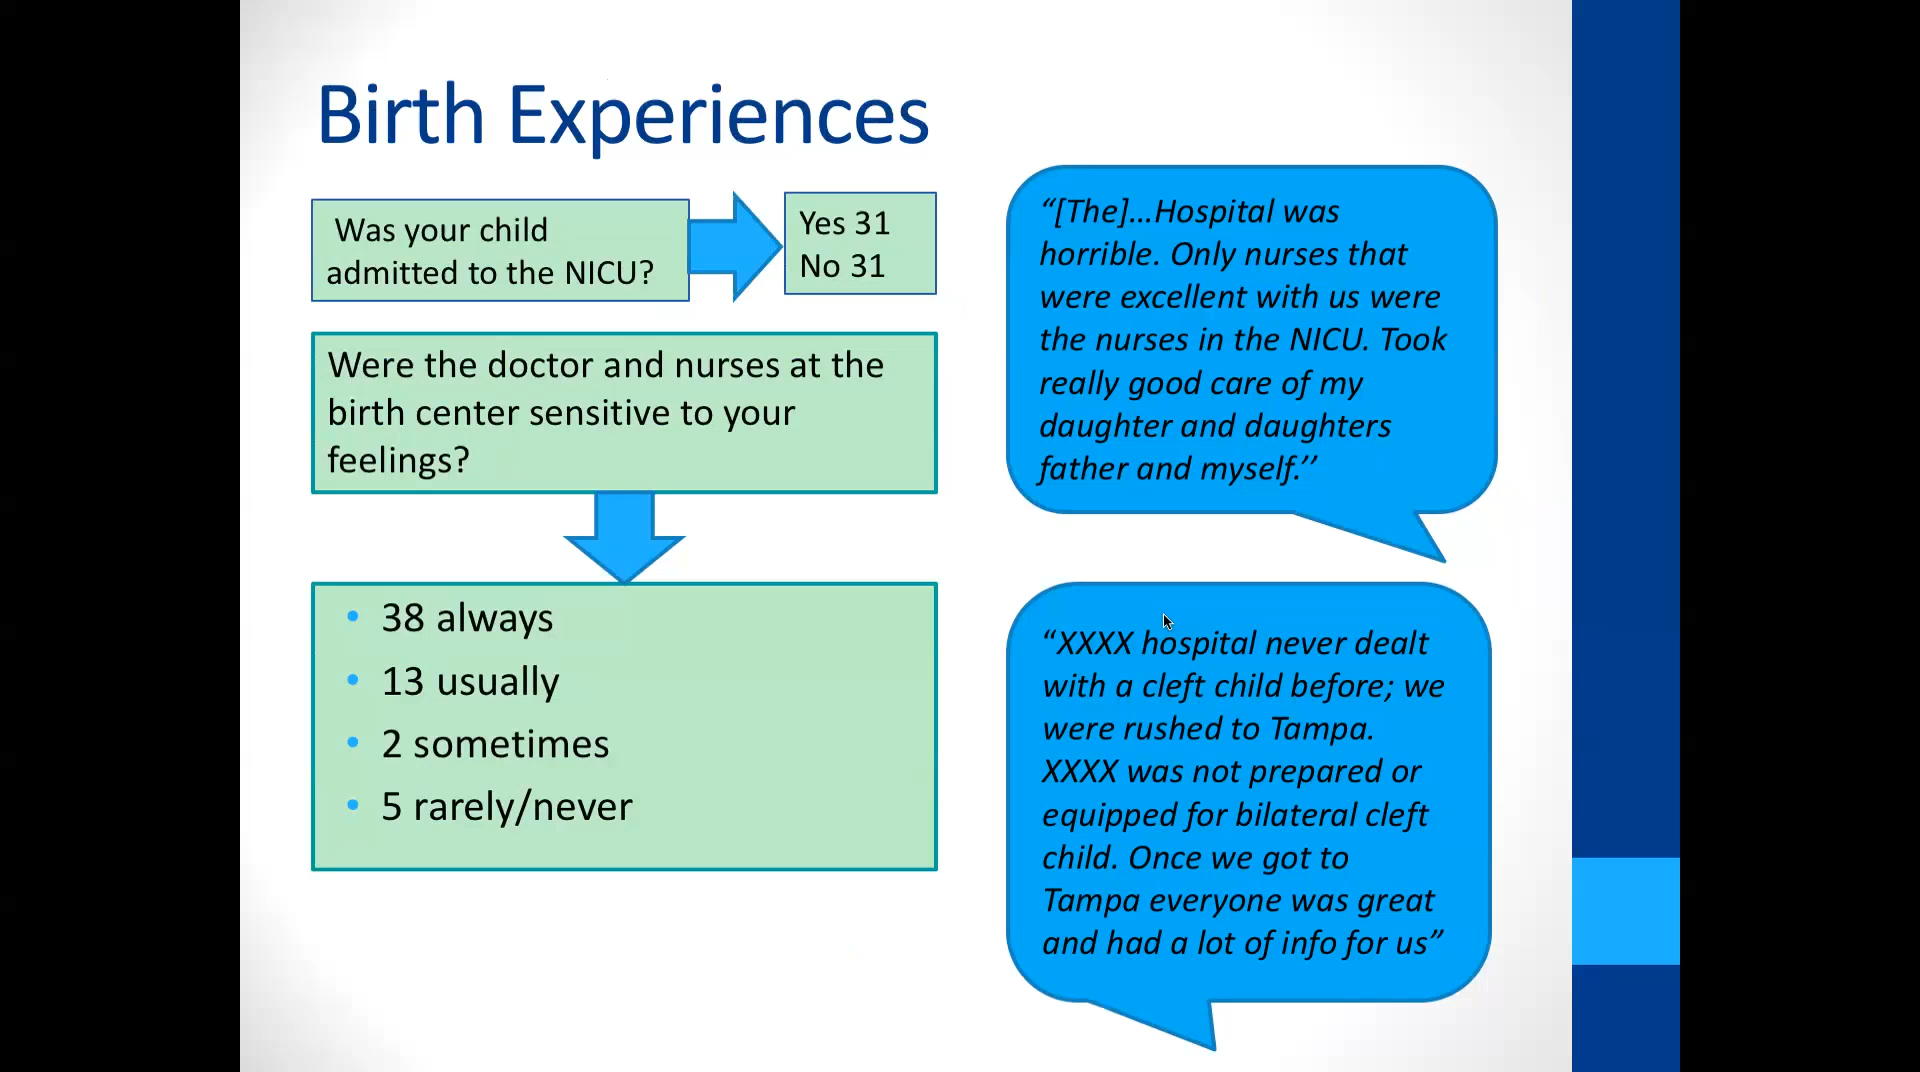 Birth Experiences
Was your child
admitted to the NICU?
Yes 31
No 31
Were the doctor and nurses at the
birth center sensitive to your
feelings?
• 38 always
• 13 usually
• 2 sometimes
• 5 rarely/never
“[The]...Hospital was
horrible. Only nurses that
were excellent with us were
the nurses in the NICU. Took
really good care of my
daughter and daughters
father and myself.’’
“XXXX hospital never dealt
with a cleft child before; we
were rushed to Tampa.
XXXX was not prepared or
equipped for bilateral cleft
child. Once we got to
Tampa everyone was great
and had a lot of info for us”